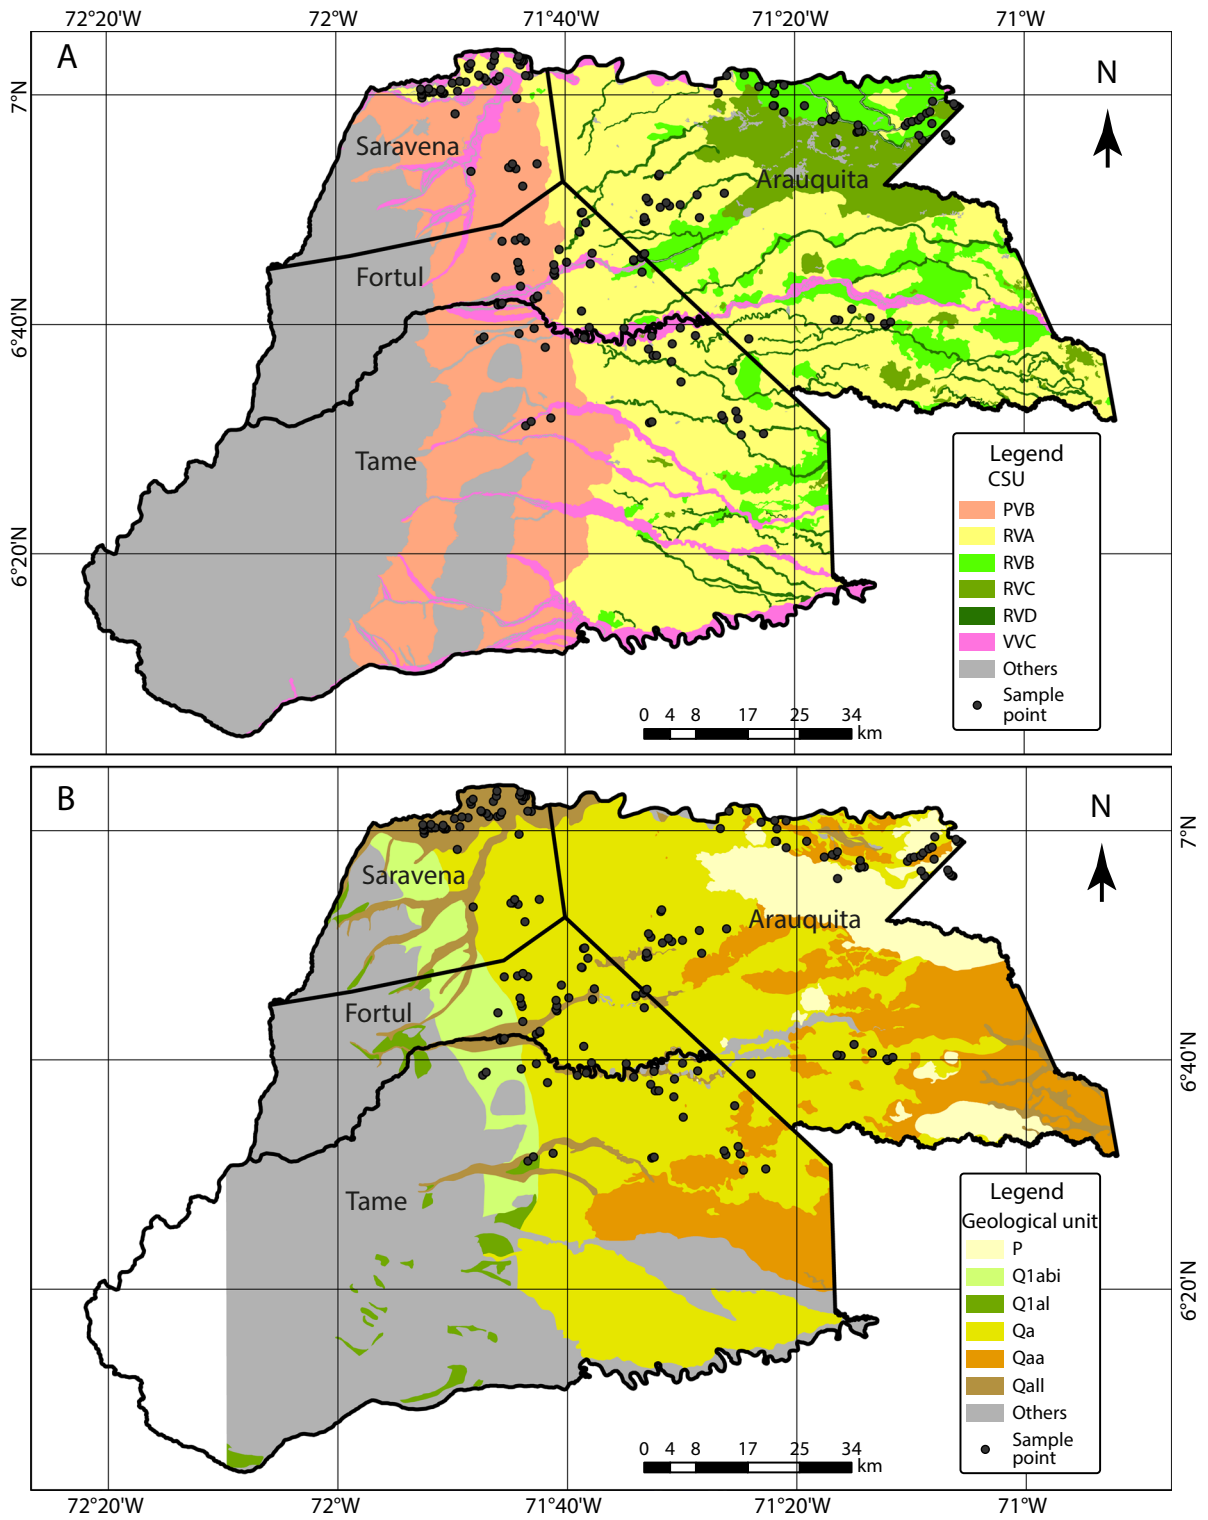 72°20'W 72°W 71°40'W 71°20'W 71°W
A
N
7°N
Saravena
Arauquita
Fortul
6°40'N
Tame
6°20'N
Legend
CSU
PVB
RVA
RVB
RVC
RVD
VVC
Others
Sample
point
0 4 8 17 25 34
km
B
N
7°N
Saravena
Arauquita
Fortul
6°40'N
Tame
6°20'N
Legend
Geological unit
P
Q1abi
Q1al
Qa
Qaa
Qall
Others
Sample
point
0 4 8 17 25 34
km
72°20'W 72°W 71°40'W 71°20'W 71°W